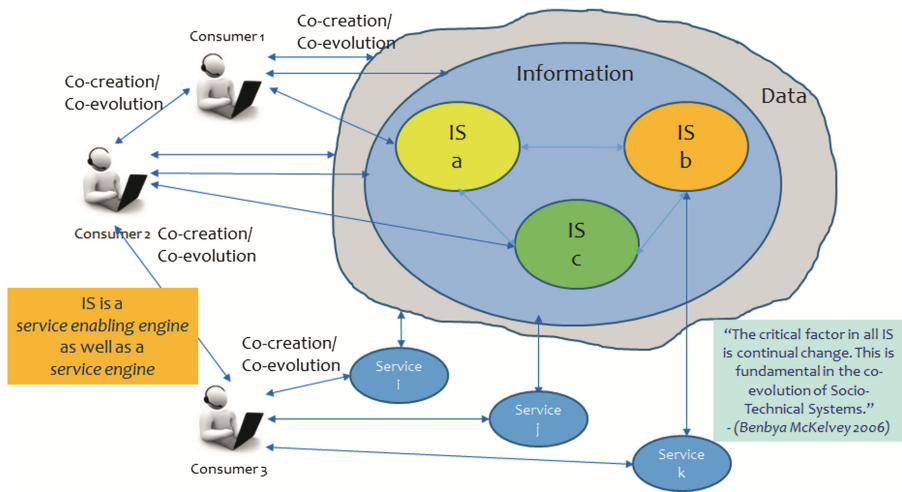 Consumer 1
Co-creation/
Co-evolution
Co-creation/
Co-evolution
Information
Data
IS
a
IS
b
IS
c
Consumer 2
Co-creation/
Co-evolution
IS is a
service enabling engine
as well as a
service engine
Co-creation/
Co-evolution
Service
i
Service
j
Service
k
Consumer 3
“The critical factor in all IS
is continual change. This is
fundamental in the co-
evolution of Socio-
Technical Systems.”
- (Benbya McKelvey 2006)